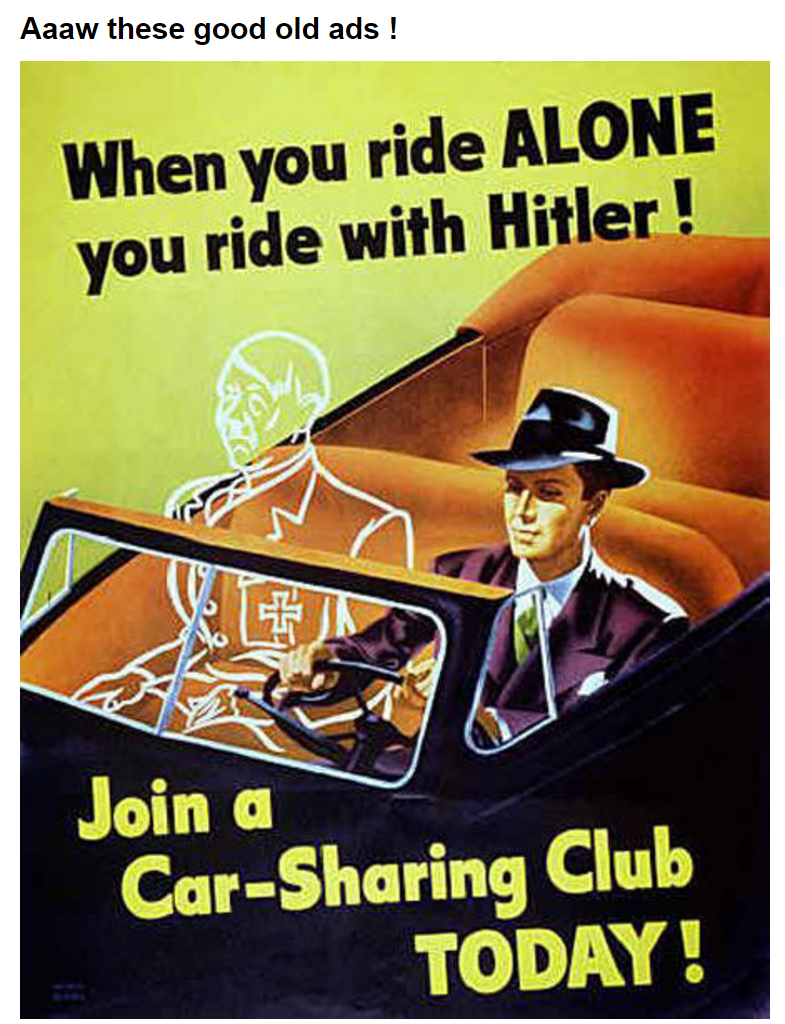 Aaaw these good old ads !
When you ride ALONE
you ride with Hitler !
Join a
Car-Sharing Club
TODAY !